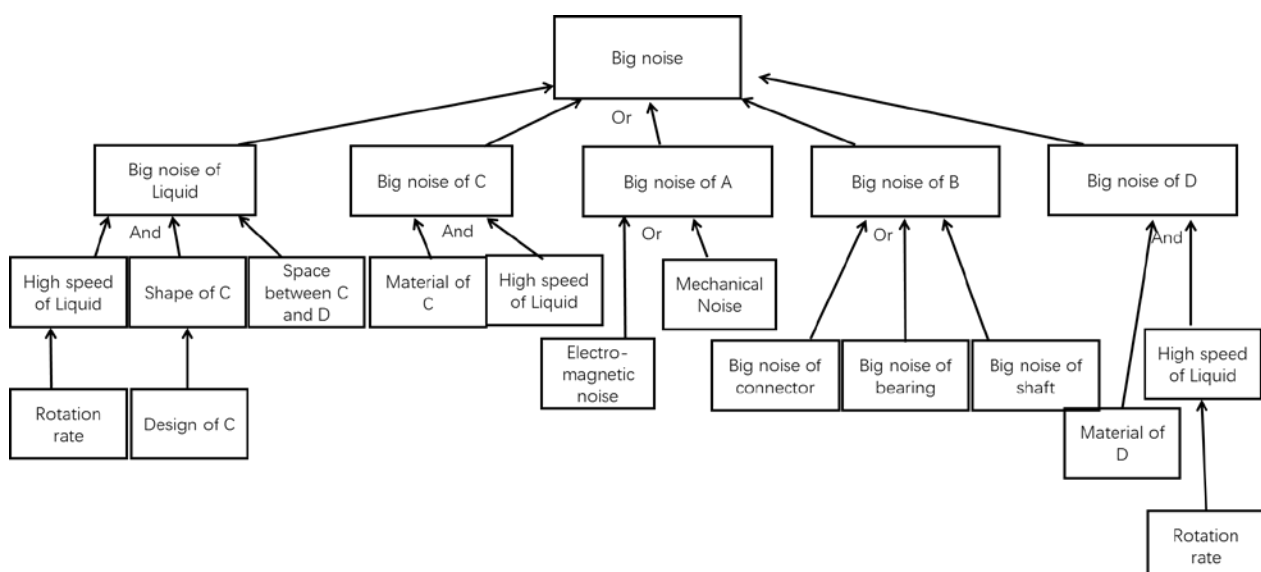 Big noise
Or
Big noise of
Liquid
Big noise of C
Big noise of A
Big noise of B
Big noise of D
And
And
Or
Or
And
High speed
of Liquid
Shape of C
Space
between C
and D
Material of
C
High speed
of Liquid
Mechanical
Noise
Electro-
magnetic
noise
Big noise of
connector
Big noise of
bearing
Big noise of
shaft
High speed
of Liquid
Rotation
rate
Design of C
Material of
D
Rotation
rate